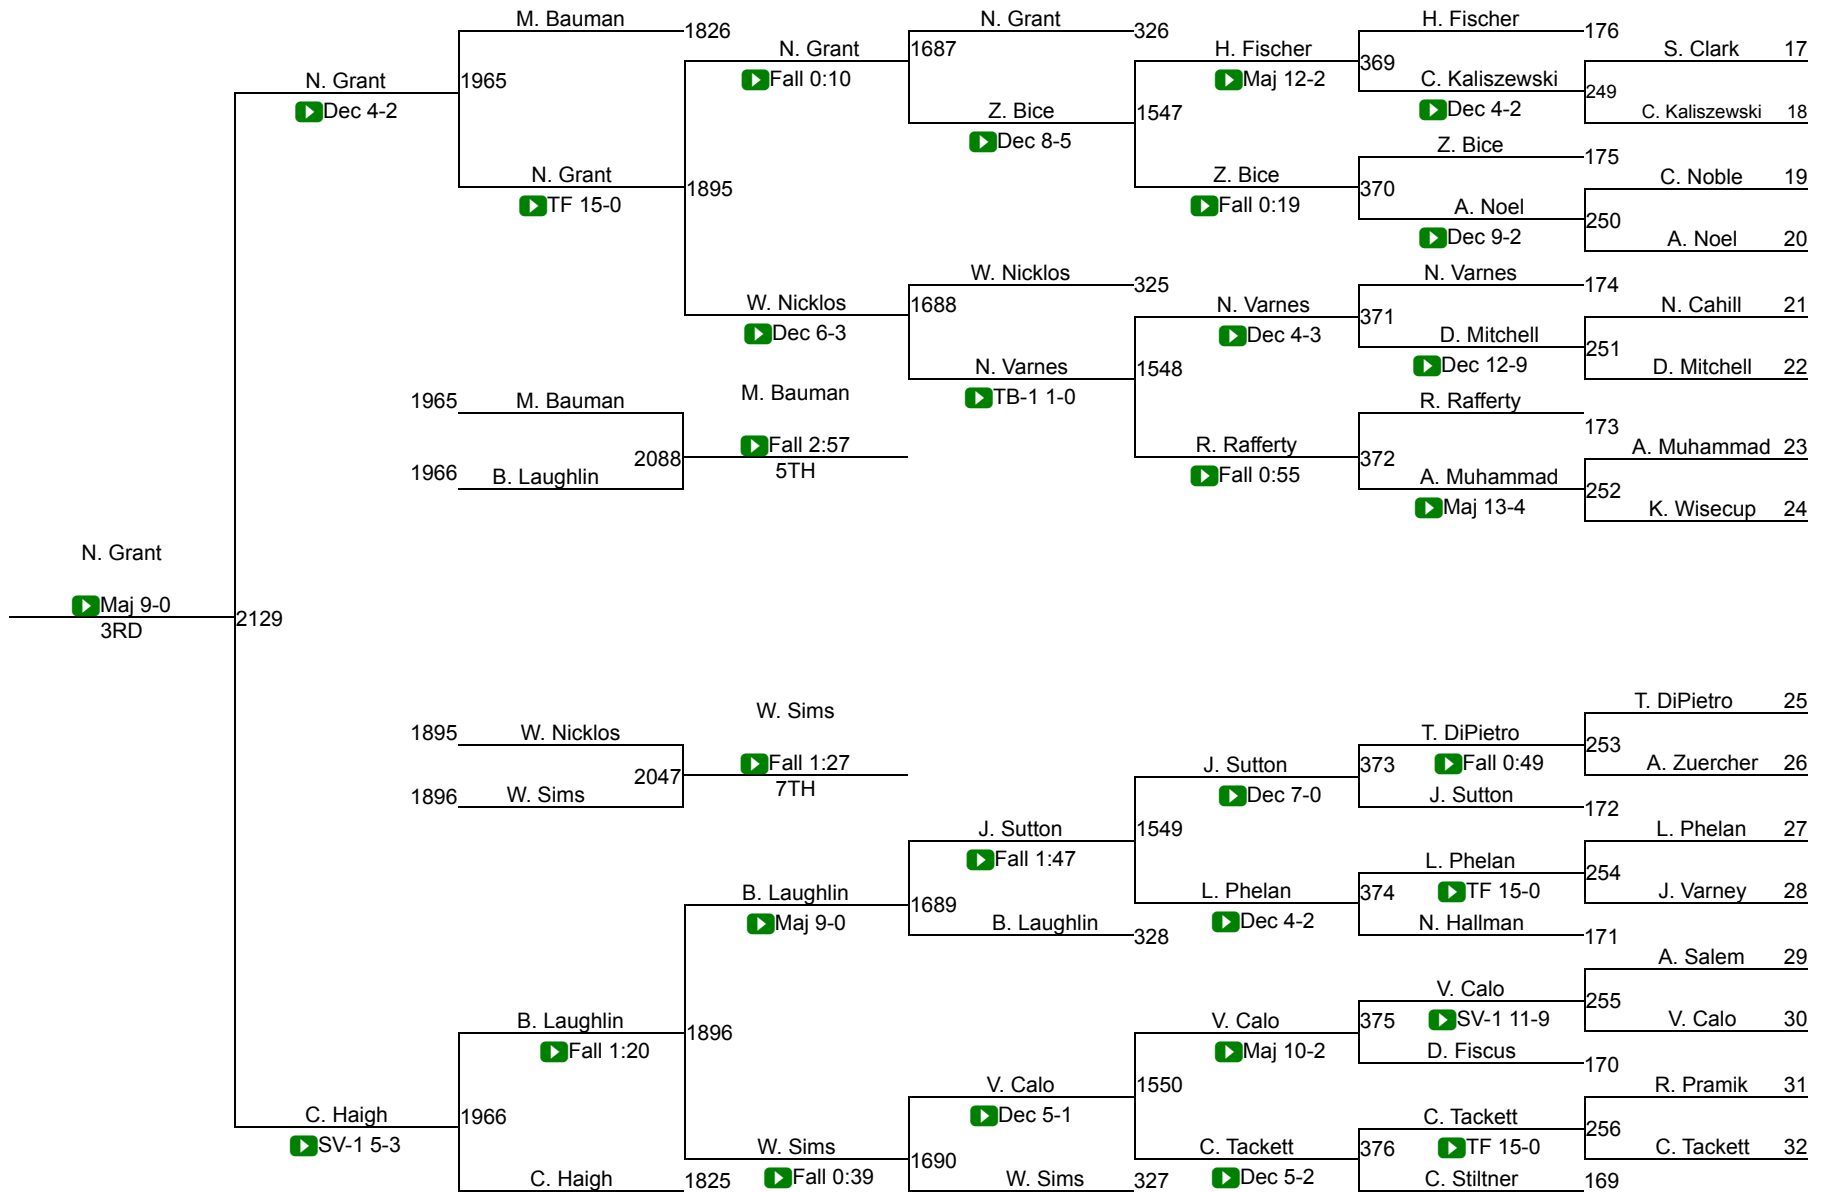 M. Bauman
1826
N. Grant
326
H. Fischer
176
N. Grant
1687
H. Fischer
369
S. Clark 17
N. Grant
1965
Fall 0:10
Maj 12-2
C. Kaliszewski
249
Dec 4-2
Z. Bice
1547
Dec 4-2
C. Kaliszewski 18
Dec 8-5
Z. Bice
175
N. Grant
1895
Z. Bice
370
C. Noble 19
TF 15-0
Fall 0:19
A. Noel
250
Dec 9-2
A. Noel 20
W. Nicklos
325
N. Varnes
174
W. Nicklos
1688
N. Varnes
371
N. Cahill 21
Dec 6-3
Dec 4-3
D. Mitchell
251
N. Varnes
1548
Dec 12-9
D. Mitchell 22
1965
M. Bauman
M. Bauman
TB-1 1-0
R. Rafferty
173
2088
Fall 2:57
R. Rafferty
372
A. Muhammad 23
1966
B. Laughlin
5TH
Fall 0:55
A. Muhammad
252
Maj 13-4
K. Wisecup 24
N. Grant
Maj 9-0
2129
3RD
T. DiPietro 25
W. Sims
1895
W. Nicklos
T. DiPietro
253
2047
Fall 1:27
J. Sutton
373
Fall 0:49
A. Zuercher 26
1896
W. Sims
7TH
Dec 7-0
J. Sutton
172
J. Sutton
1549
L. Phelan 27
Fall 1:47
L. Phelan
254
B. Laughlin
1689
L. Phelan
374
TF 15-0
J. Varney 28
Maj 9-0
B. Laughlin
328
Dec 4-2
N. Hallman
171
A. Salem 29
V. Calo
255
B. Laughlin
1896
V. Calo
375
SV-1 11-9
V. Calo 30
Fall 1:20
Maj 10-2
D. Fiscus
170
V. Calo
1550
R. Pramik 31
C. Haigh
1966
Dec 5-1
C. Tackett
256
SV-1 5-3
W. Sims
1690
C. Tackett
376
TF 15-0
C. Tackett 32
C. Haigh
1825
Fall 0:39
W. Sims
327
Dec 5-2
C. Stiltner
169